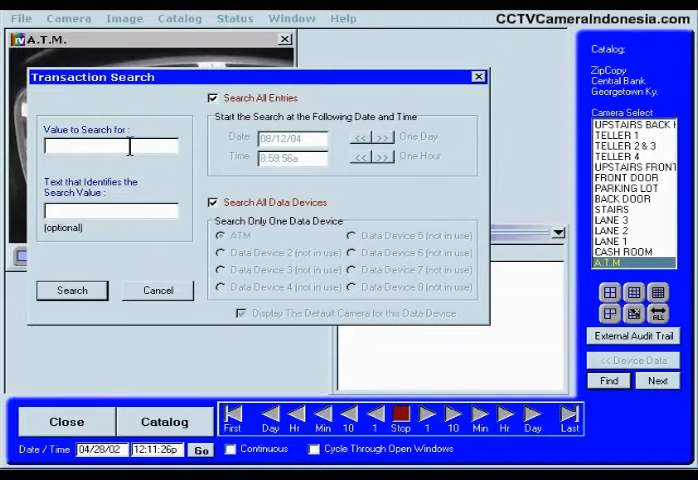 File Camera Image Catalog Status Window Help
CCTVCameraIndonesia.com
A.T.M.
Transaction Search
Value to Search for:
Text that Identifies the
Search Value :
(optional)
Search
Cancel
Search All Entries
Start the Search at the Following Date and Time
Date: 08/12/04 << >> One Day
Time 8:59:56a << >> One Hour
Search All Data Devices
Search Only One Data Device
ATM
Data Device 2 (not in use)
Data Device 3 (not in use)
Data Device 4 (not in use)
Data Device 5 (not in use)
Data Device 6 (not in use)
Data Device 7 (not in use)
Data Device 8 (not in use)
Display The Default Camera for this Data Device
Catalog:
ZipCopy
Central Bank
Georgetown Ky.
Camera Select
UPSTAIRS BACK
TELLER 1
TELLER 2 & 3
TELLER 4
UPSTAIRS FRONT
FRONT DOOR
PARKING LOT
BACK DOOR
STAIRS
LANE 3
LANE 2
LANE 1
CASH ROOM
A.T.M.
ALL
External Audit Trail
<< Device Data
Find
Next
Close
Catalog
First Day Hr Min 10 1 Stop 1 10 Min Hr Day Last
Date / Time 04/28/02 12:11:26p Go
Continuous
Cycle Through Open Windows